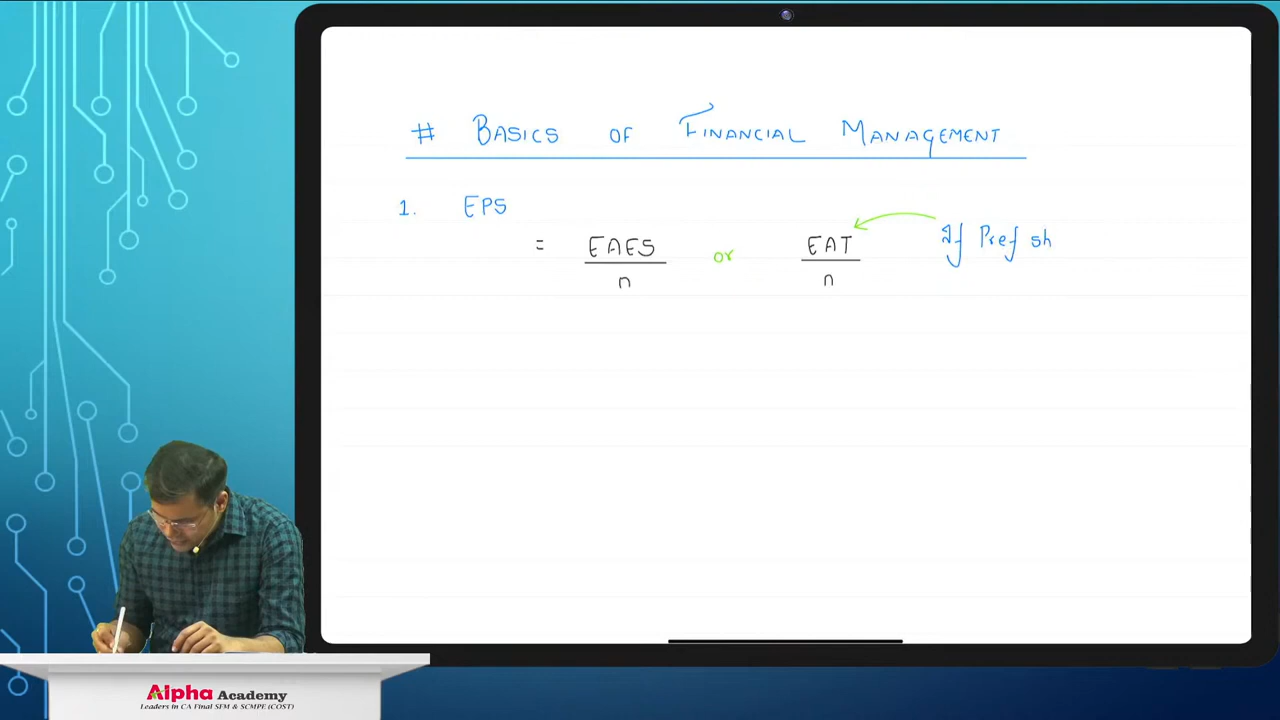 # BASICS OF FINANCIAL MANAGEMENT
1. EPS
= EAES / n or EAT / n If Pref sh
Alpha Academy
Leaders in CA Final SFM & SCMPE (COST)